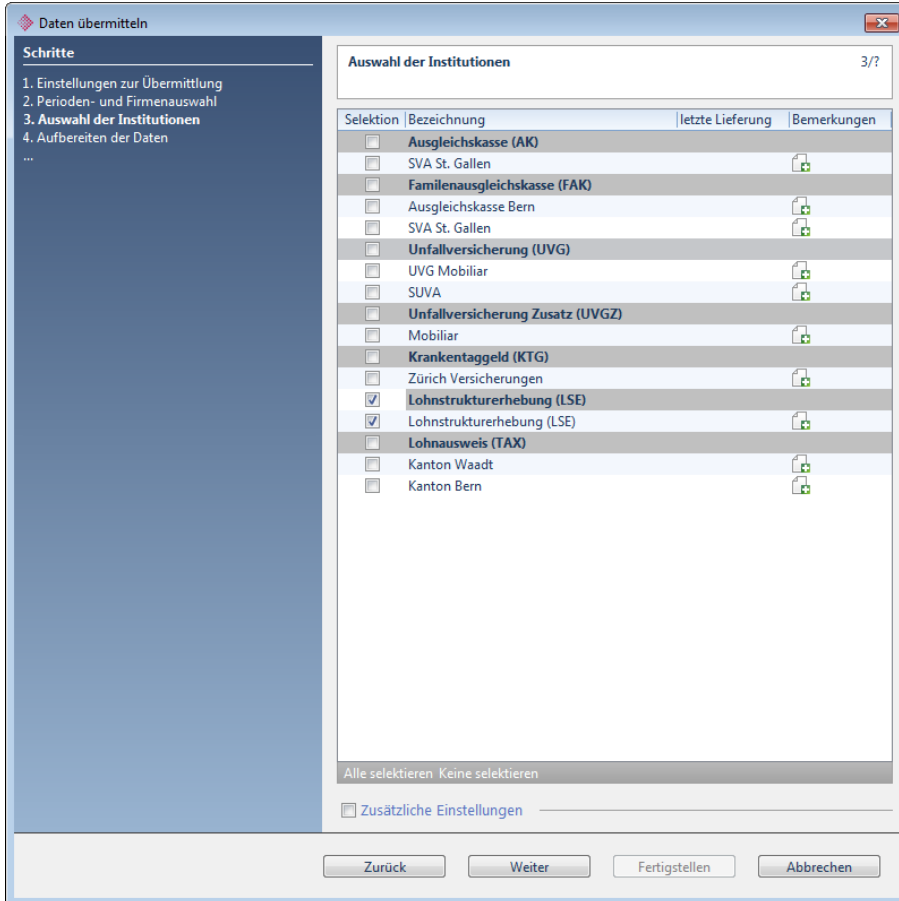 Daten übermitteln
Schritte
1. Einstellungen zur Übermittlung
2. Perioden- und Firmenauswahl
3. Auswahl der Institutionen
4. Aufbereiten der Daten
...
Auswahl der Institutionen 3/?
Selektion Bezeichnung letzte Lieferung Bemerkungen
Ausgleichskasse (AK)
SVA St. Gallen
Familenausgleichskasse (FAK)
Ausgleichskasse Bern
SVA St. Gallen
Unfallversicherung (UVG)
UVG Mobiliar
SUVA
Unfallversicherung Zusatz (UVGZ)
Mobiliar
Krankentaggeld (KTG)
Zürich Versicherungen
Lohnstrukturerhebung (LSE)
Lohnstrukturerhebung (LSE)
Lohnausweis (TAX)
Kanton Waadt
Kanton Bern
Alle selektieren Keine selektieren
Zusätzliche Einstellungen
Zurück Weiter Fertigstellen Abbrechen